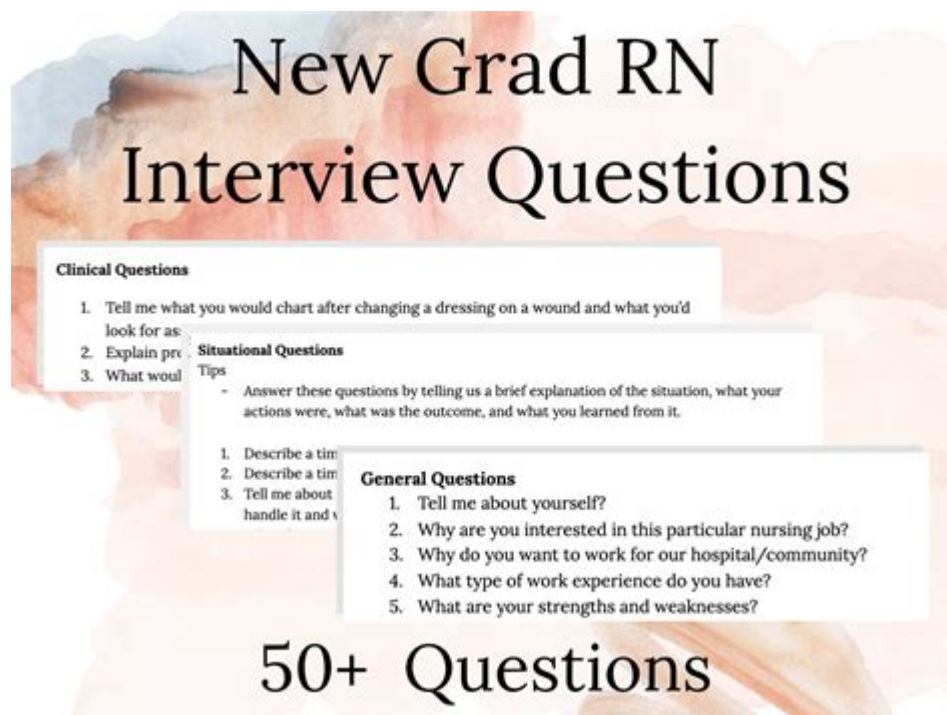 New Grad RN
Interview Questions
Clinical Questions
1. Tell me what you would chart after changing a dressing on a wound and what you'd
look for
2. Explain
3. What
Situational Questions
Tips
- Answer these questions by telling us a brief explanation of the situation, what your
actions were, what was the outcome, and what you learned from it.
1. Describe a
2. Describe a
3. Tell me about
handle it and
General Questions
1. Tell me about yourself?
2. Why are you interested in this particular nursing job?
3. Why do you want to work for our hospital/community?
4. What type of work experience do you have?
5. What are your strengths and weaknesses?
50+ Questions